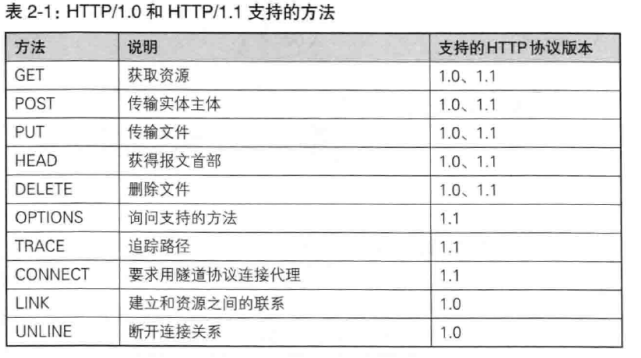 表 2-1：HTTP/1.0 和 HTTP/1.1 支持的方法
方法 说明 支持的HTTP协议版本
GET 获取资源 1.0、1.1
POST 传输实体主体 1.0、1.1
PUT 传输文件 1.0、1.1
HEAD 获得报文首部 1.0、1.1
DELETE 删除文件 1.0、1.1
OPTIONS 询问支持的方法 1.1
TRACE 追踪路径 1.1
CONNECT 要求用隧道协议连接代理 1.1
LINK 建立和资源之间的联系 1.0
UNLINE 断开连接关系 1.0